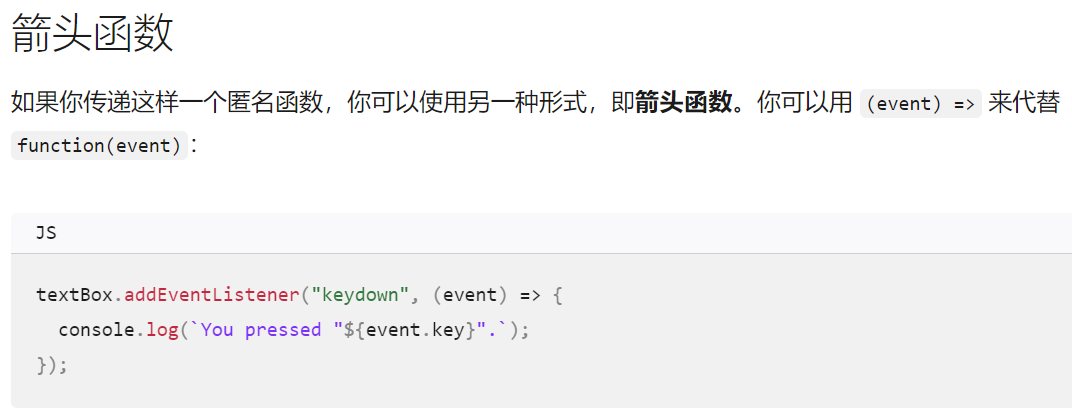 箭头函数
如果你传递这样一个匿名函数，你可以使用另一种形式，即箭头函数。你可以用 (event) => 来代替
function(event)：
JS
textBox.addEventListener("keydown", (event) => {
  console.log(`You pressed "${event.key}".`);
});